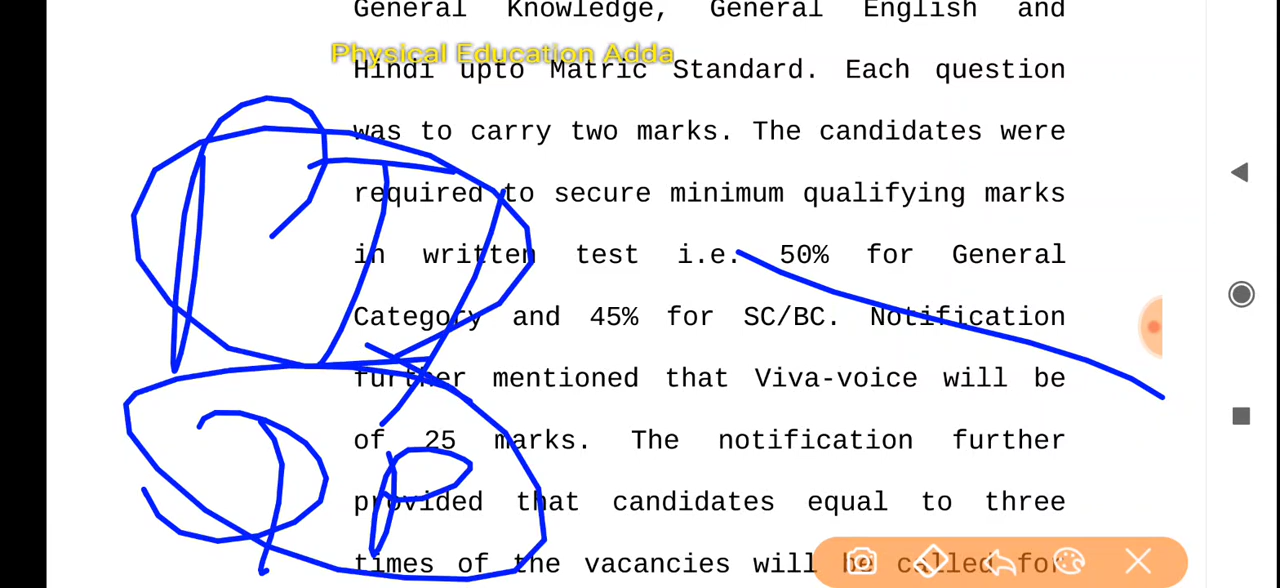 General Knowledge, General English and
Physical Education Adda
Hindi upto Matric Standard. Each question
was to carry two marks. The candidates were
required to secure minimum qualifying marks
in written test i.e. 50% for General
Category and 45% for SC/BC. Notification
further mentioned that Viva-voice will be
of 25 marks. The notification further
provided that candidates equal to three
times of the vacancies will be called for